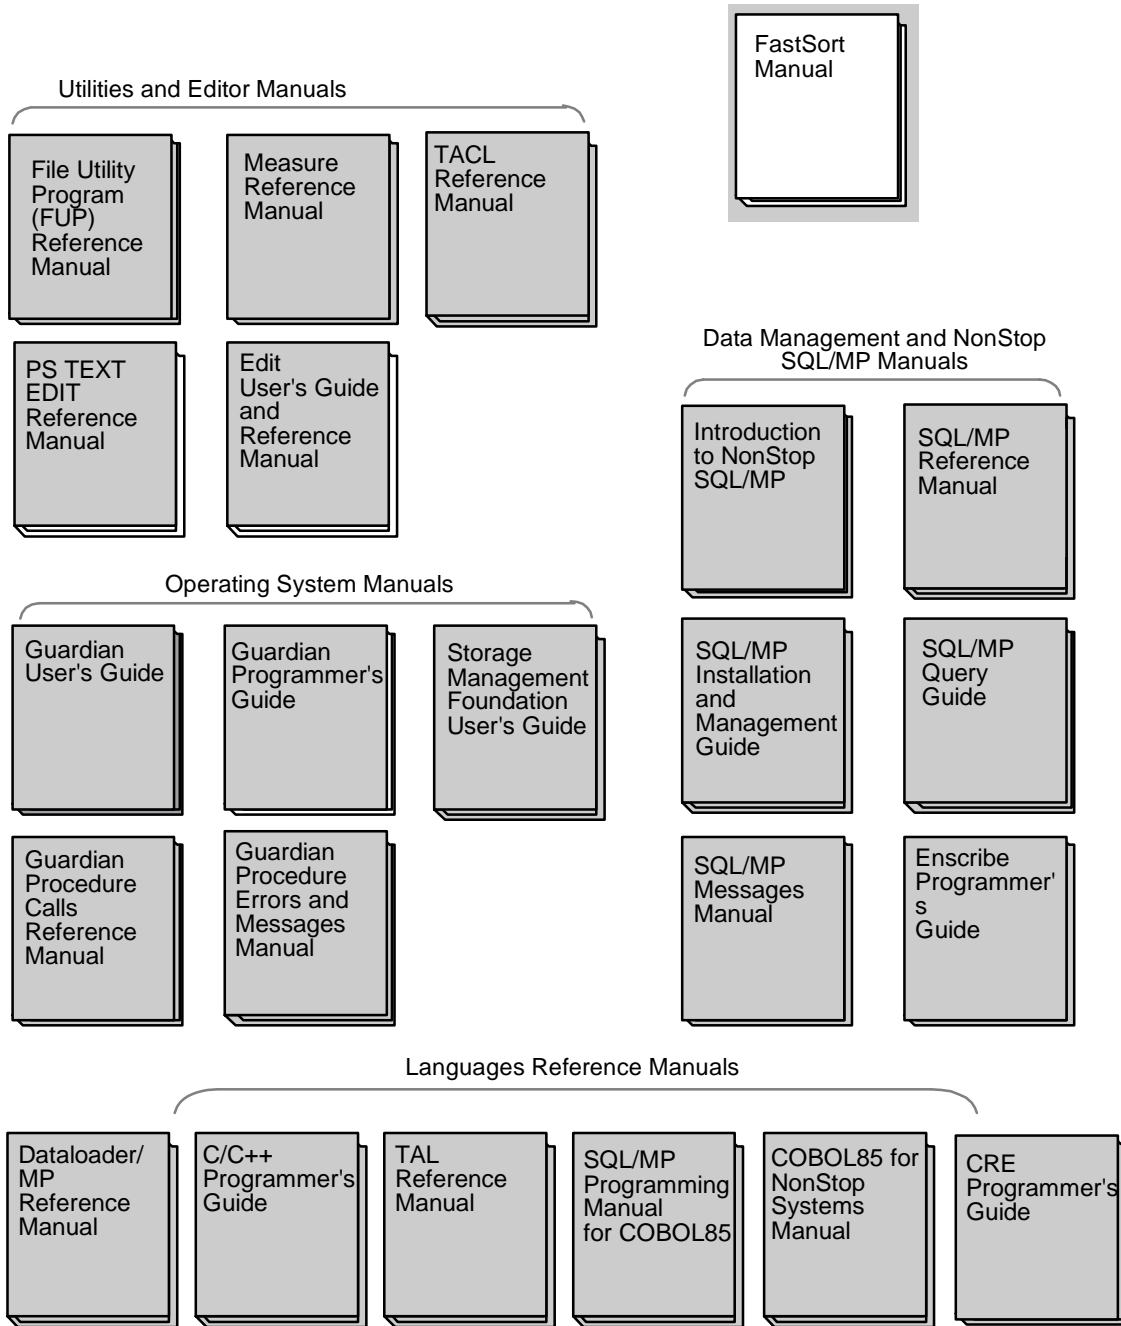 FastSort
Manual
Utilities and Editor Manuals
File Utility
Program
(FUP)
Reference
Manual
Measure
Reference
Manual
TACL
Reference
Manual
PS TEXT
EDIT
Reference
Manual
Edit
User's Guide
and
Reference
Manual
Data Management and NonStop
SQL/MP Manuals
Introduction
to NonStop
SQL/MP
SQL/MP
Reference
Manual
Operating System Manuals
Guardian
User's Guide
Guardian
Programmer's
Guide
Storage
Management
Foundation
User's Guide
SQL/MP
Installation
and
Management
Guide
SQL/MP
Query
Guide
Guardian
Procedure
Calls
Reference
Manual
Guardian
Procedure
Errors and
Messages
Manual
SQL/MP
Messages
Manual
Enscribe
Programmer'
s
Guide
Languages Reference Manuals
Dataloader/
MP
Reference
Manual
C/C++
Programmer's
Guide
TAL
Reference
Manual
SQL/MP
Programming
Manual
for COBOL85
COBOL85 for
NonStop
Systems
Manual
CRE
Programmer's
Guide